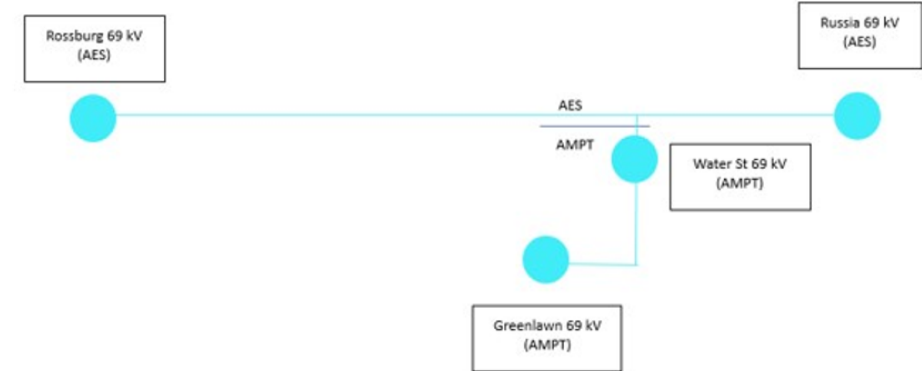 Rossburg 69 kV
(AES)
Russia 69 kV
(AES)
AES
AMPT
Water St 69 kV
(AMPT)
Greenlawn 69 kV
(AMPT)